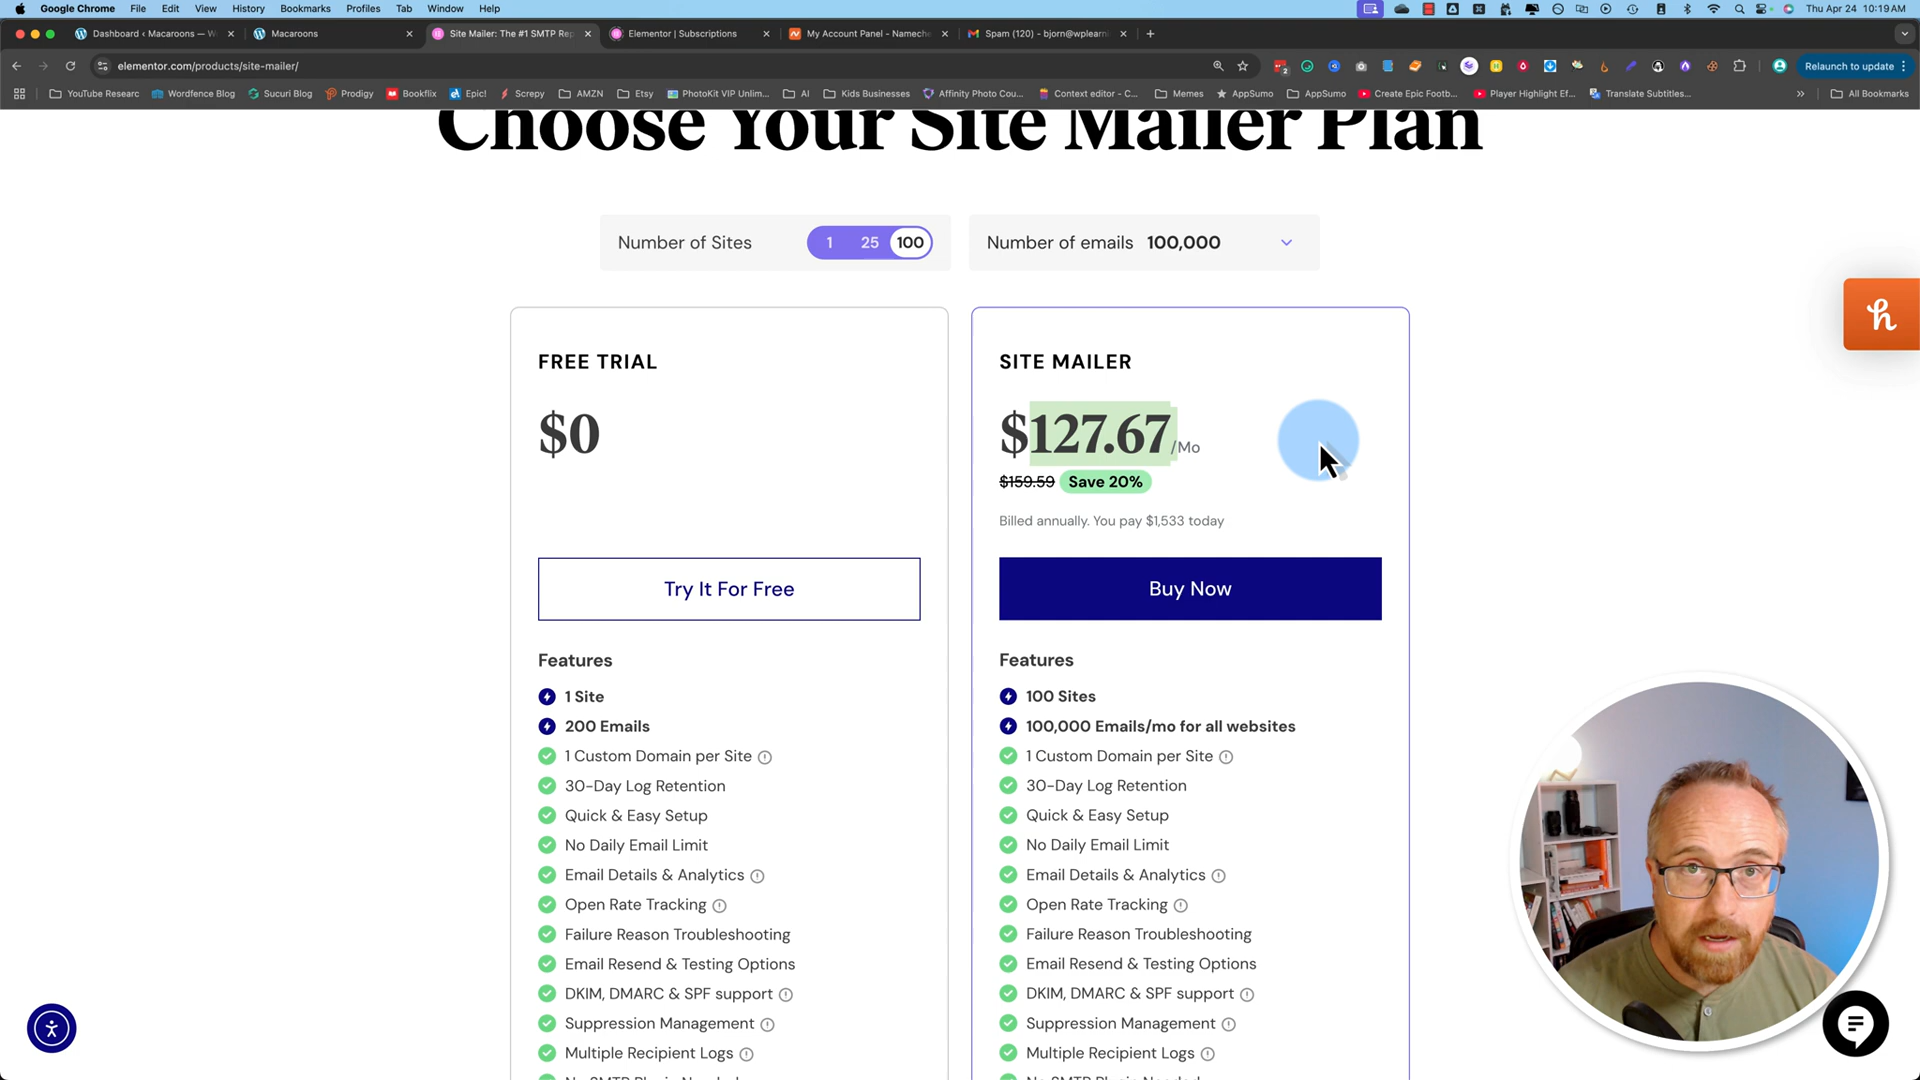 Google Chrome File Edit View History Bookmarks Profiles Tab Window Help Thu Apr 24 10:19 AM
Dashboard ‹ Macaroons — W Macaroons Site Mailer: The #1 SMTP Rep Elementor | Subscriptions My Account Panel - Namech Spam (120) - bjorn@wplearni
elementor.com/products/site-mailer/ Relaunch to update
YouTube Researc Wordfence Blog Sucuri Blog Prodigy Bookflix Epic! Screpy AMZN Etsy PhotoKit VIP Unlim... AI Kids Businesses Affinity Photo Cou... Context editor - C... Memes AppSumo AppSumo Create Epic Footb... Player Highlight Ef... Translate Subtitles... All Bookmarks
Choose Your Site Mailer Plan
Number of Sites 1 25 100 Number of emails 100,000
FREE TRIAL
$0
Try It For Free
Features
1 Site
200 Emails
1 Custom Domain per Site
30-Day Log Retention
Quick & Easy Setup
No Daily Email Limit
Email Details & Analytics
Open Rate Tracking
Failure Reason Troubleshooting
Email Resend & Testing Options
DKIM, DMARC & SPF support
Suppression Management
Multiple Recipient Logs
SITE MAILER
$127.67/Mo
$159.59 Save 20%
Billed annually. You pay $1,533 today
Buy Now
Features
100 Sites
100,000 Emails/mo for all websites
1 Custom Domain per Site
30-Day Log Retention
Quick & Easy Setup
No Daily Email Limit
Email Details & Analytics
Open Rate Tracking
Failure Reason Troubleshooting
Email Resend & Testing Options
DKIM, DMARC & SPF support
Suppression Management
Multiple Recipient Logs